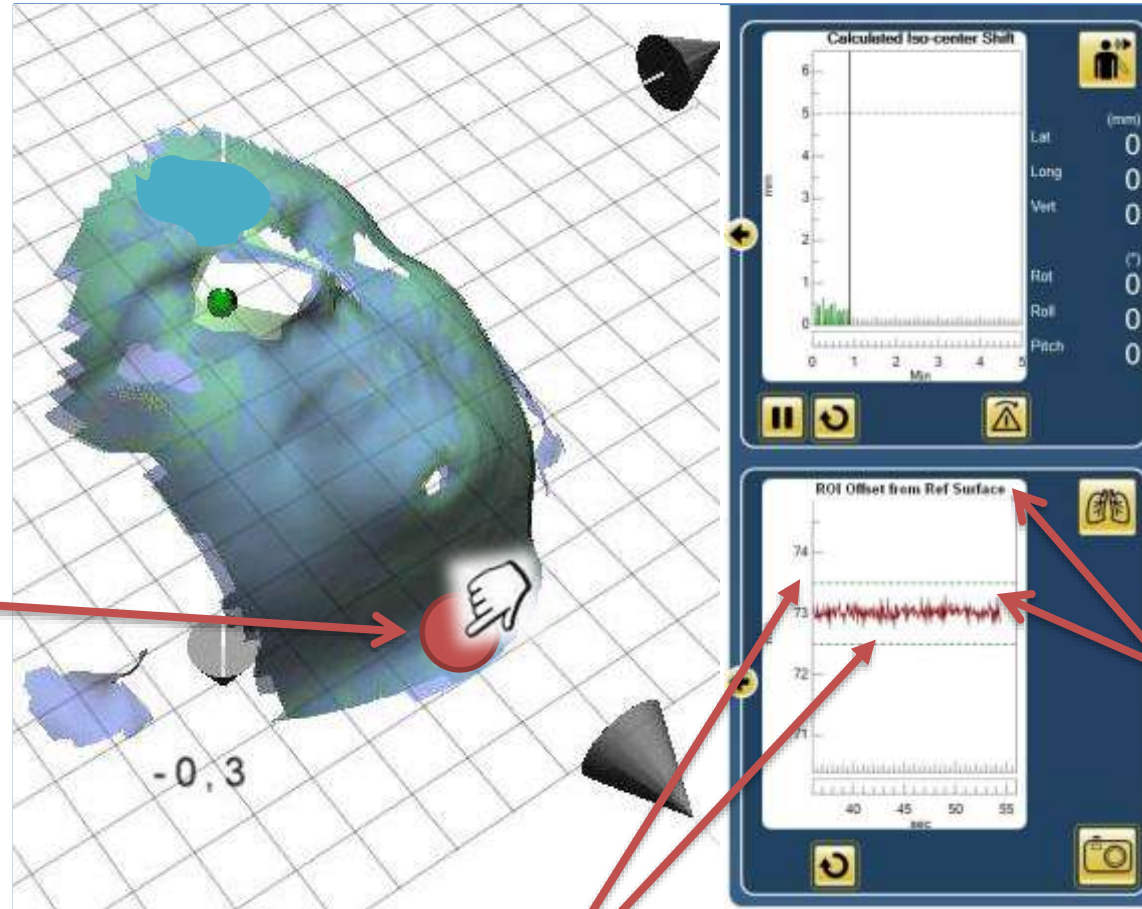 -0,3
Calculated Iso-center Shift
6
5
4
3
2
1
0
mm
0 1 2 3 4 5
Min
(mm)
Lat 0
Long 0
Vert 0
(°)
Rot 0
Roll 0
Pitch 0
ROI Offset from Ref Surface
74
73
72
71
40 45 50 55
sec